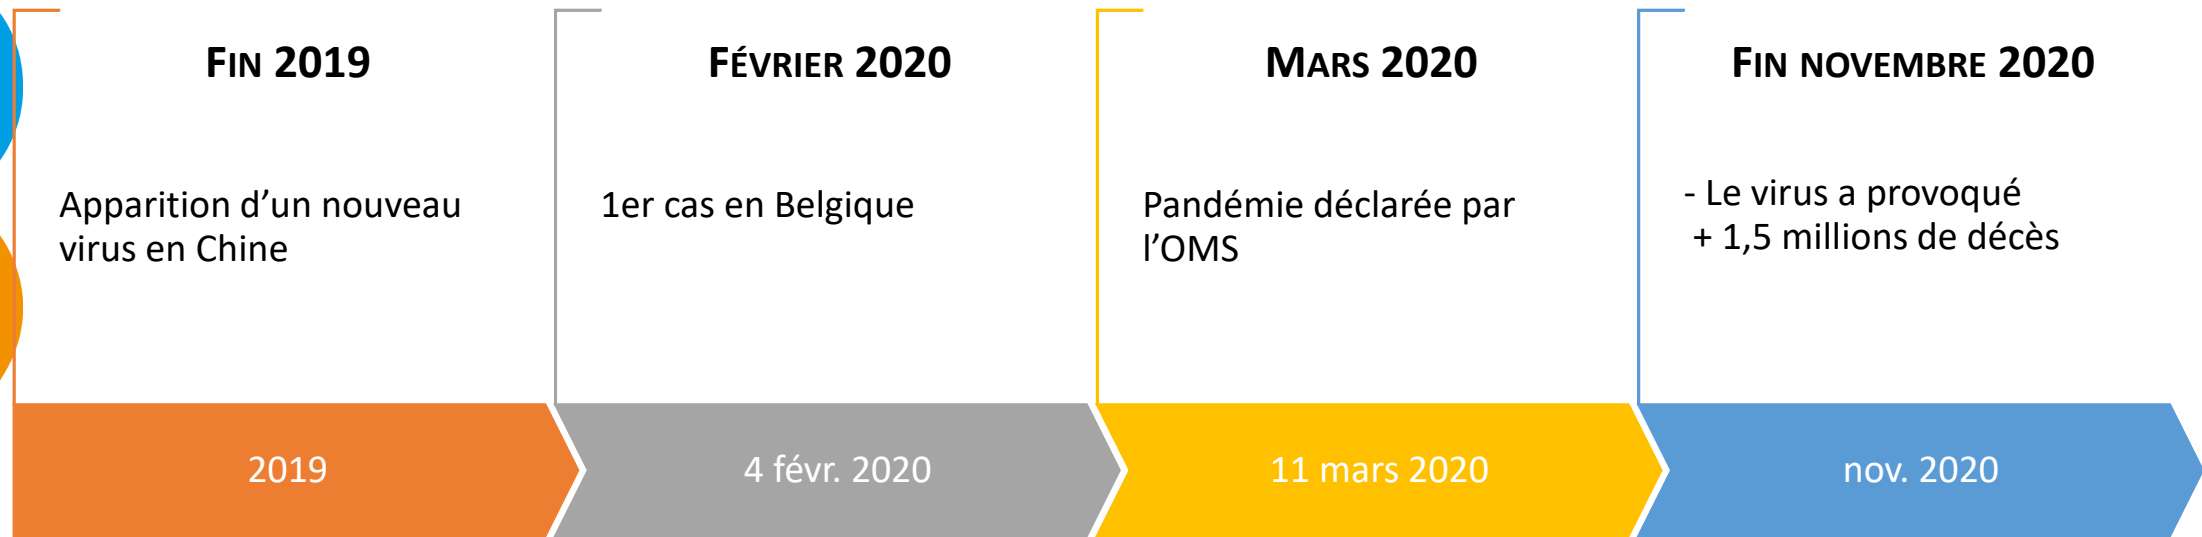 FIN 2019
Apparition d’un nouveau
virus en Chine
2019
FÉVRIER 2020
1er cas en Belgique
4 févr. 2020
MARS 2020
Pandémie déclarée par
l’OMS
11 mars 2020
FIN NOVEMBRE 2020
- Le virus a provoqué
+ 1,5 millions de décès
nov. 2020